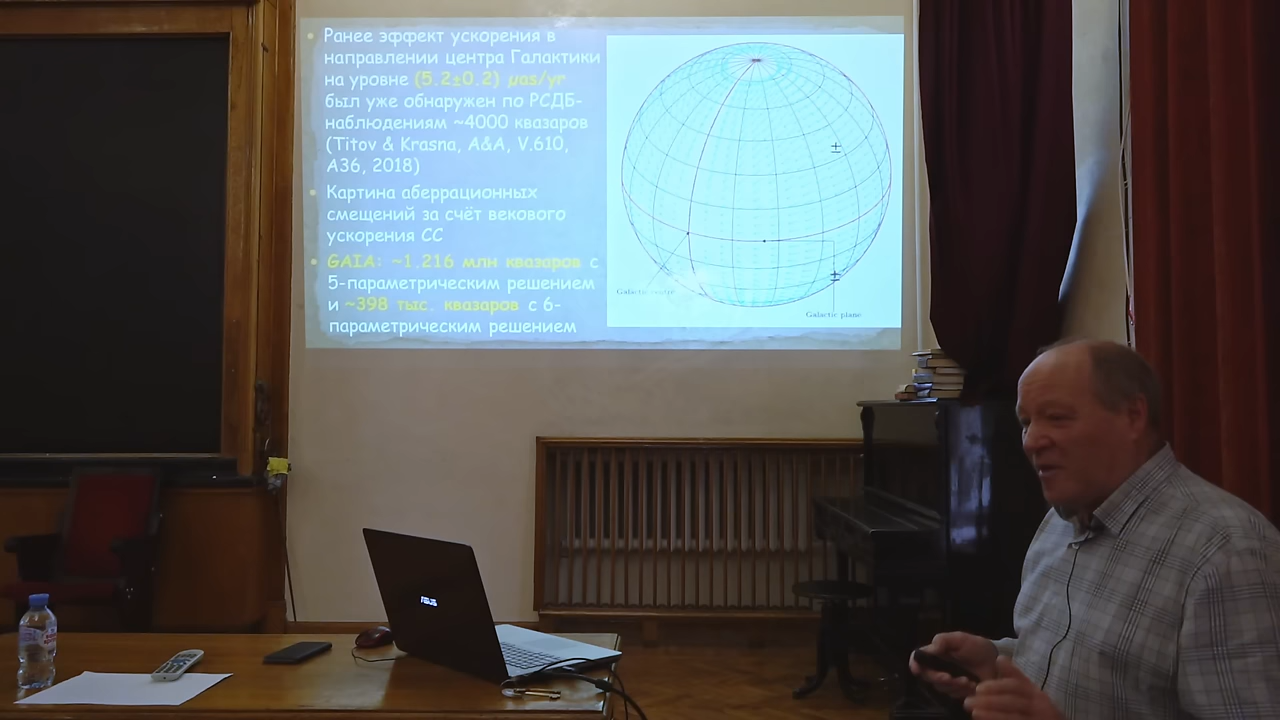 Ранее эффект ускорения в
направлении центра Галактики
на уровне (5.2±0.2) μas/yr
был уже обнаружен по РСДБ-
наблюдениям ~4000 квазаров
(Titov & Krasna, A&A, V.610,
A36, 2018)
Картина аберрационных
смещений за счёт векового
ускорения СС
GAIA: ~1.216 млн квазаров с
5-параметрическим решением
и ~398 тыс. квазаров с 6-
параметрическим решением
Galactic centre
Galactic plane
ASUS